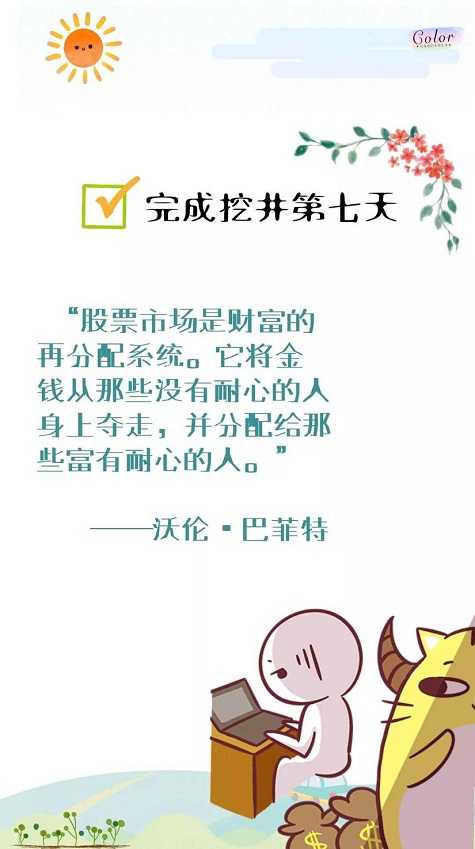 Color
完成挖井第七天
“股票市场是财富的
再分配系统。它将金
钱从那些没有耐心的人
身上夺走，并分配给那
些富有耐心的人。”
——沃伦·巴菲特
$
$